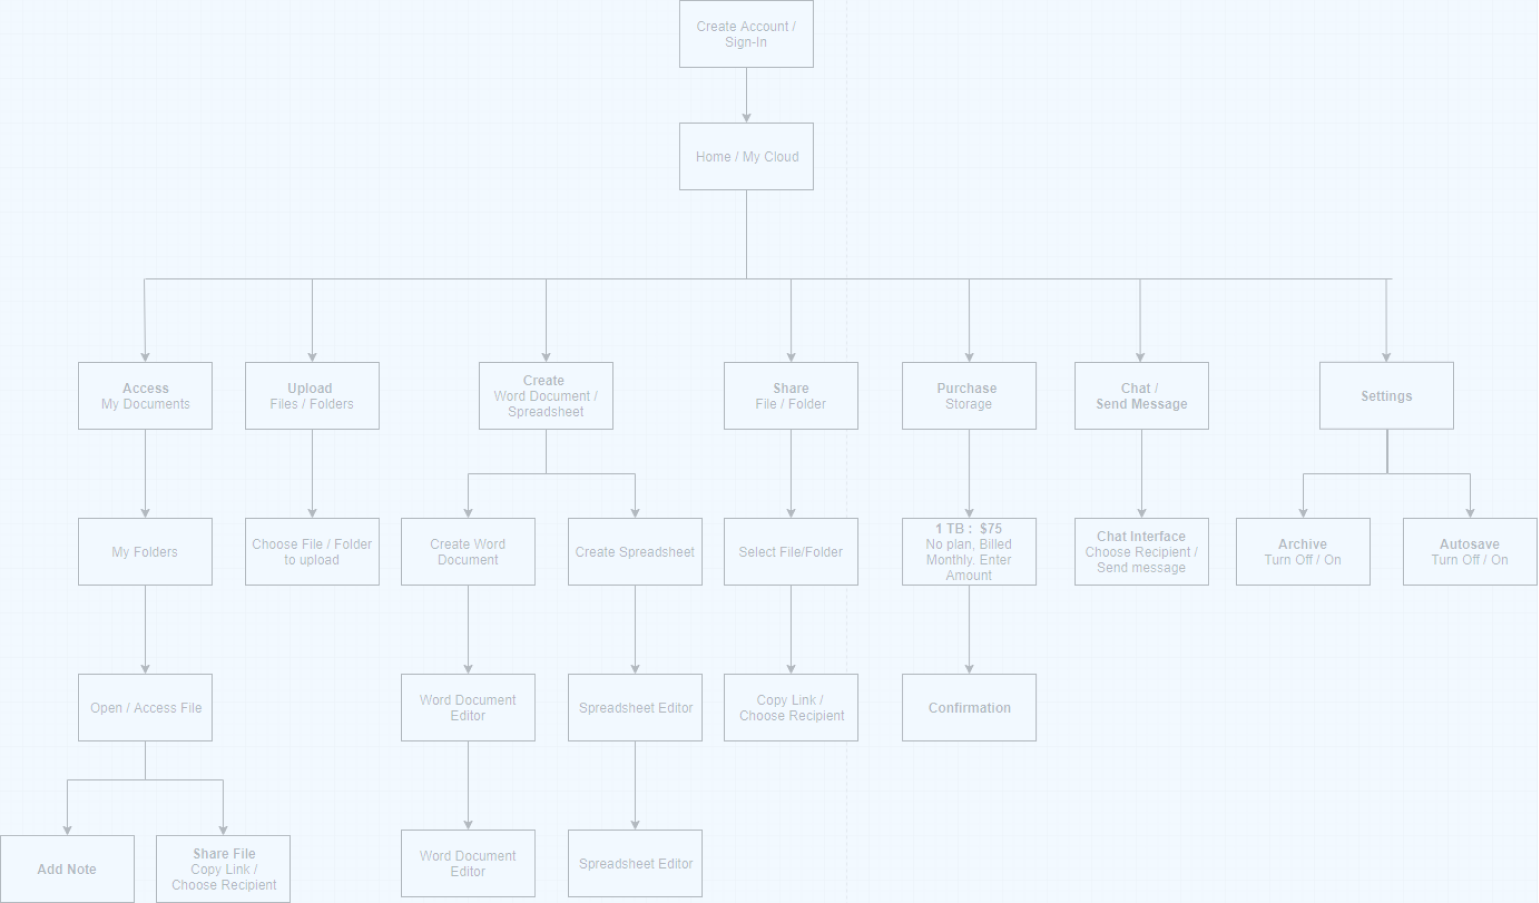 Create Account /
Sign-In
Home / My Cloud
Access
My Documents
Upload
Files / Folders
Create
Word Document /
Spreadsheet
Share
File / Folder
Purchase
Storage
Chat /
Send Message
Settings
My Folders
Choose File / Folder
to upload
Create Word
Document
Create Spreadsheet
Select File/Folder
1 TB : $75
No plan, Billed
Monthly. Enter
Amount
Chat Interface
Choose Recipient /
Send message
Archive
Turn Off / On
Autosave
Turn Off / On
Open / Access File
Word Document
Editor
Spreadsheet Editor
Copy Link /
Choose Recipient
Confirmation
Add Note
Share File
Copy Link /
Choose Recipient
Word Document
Editor
Spreadsheet Editor